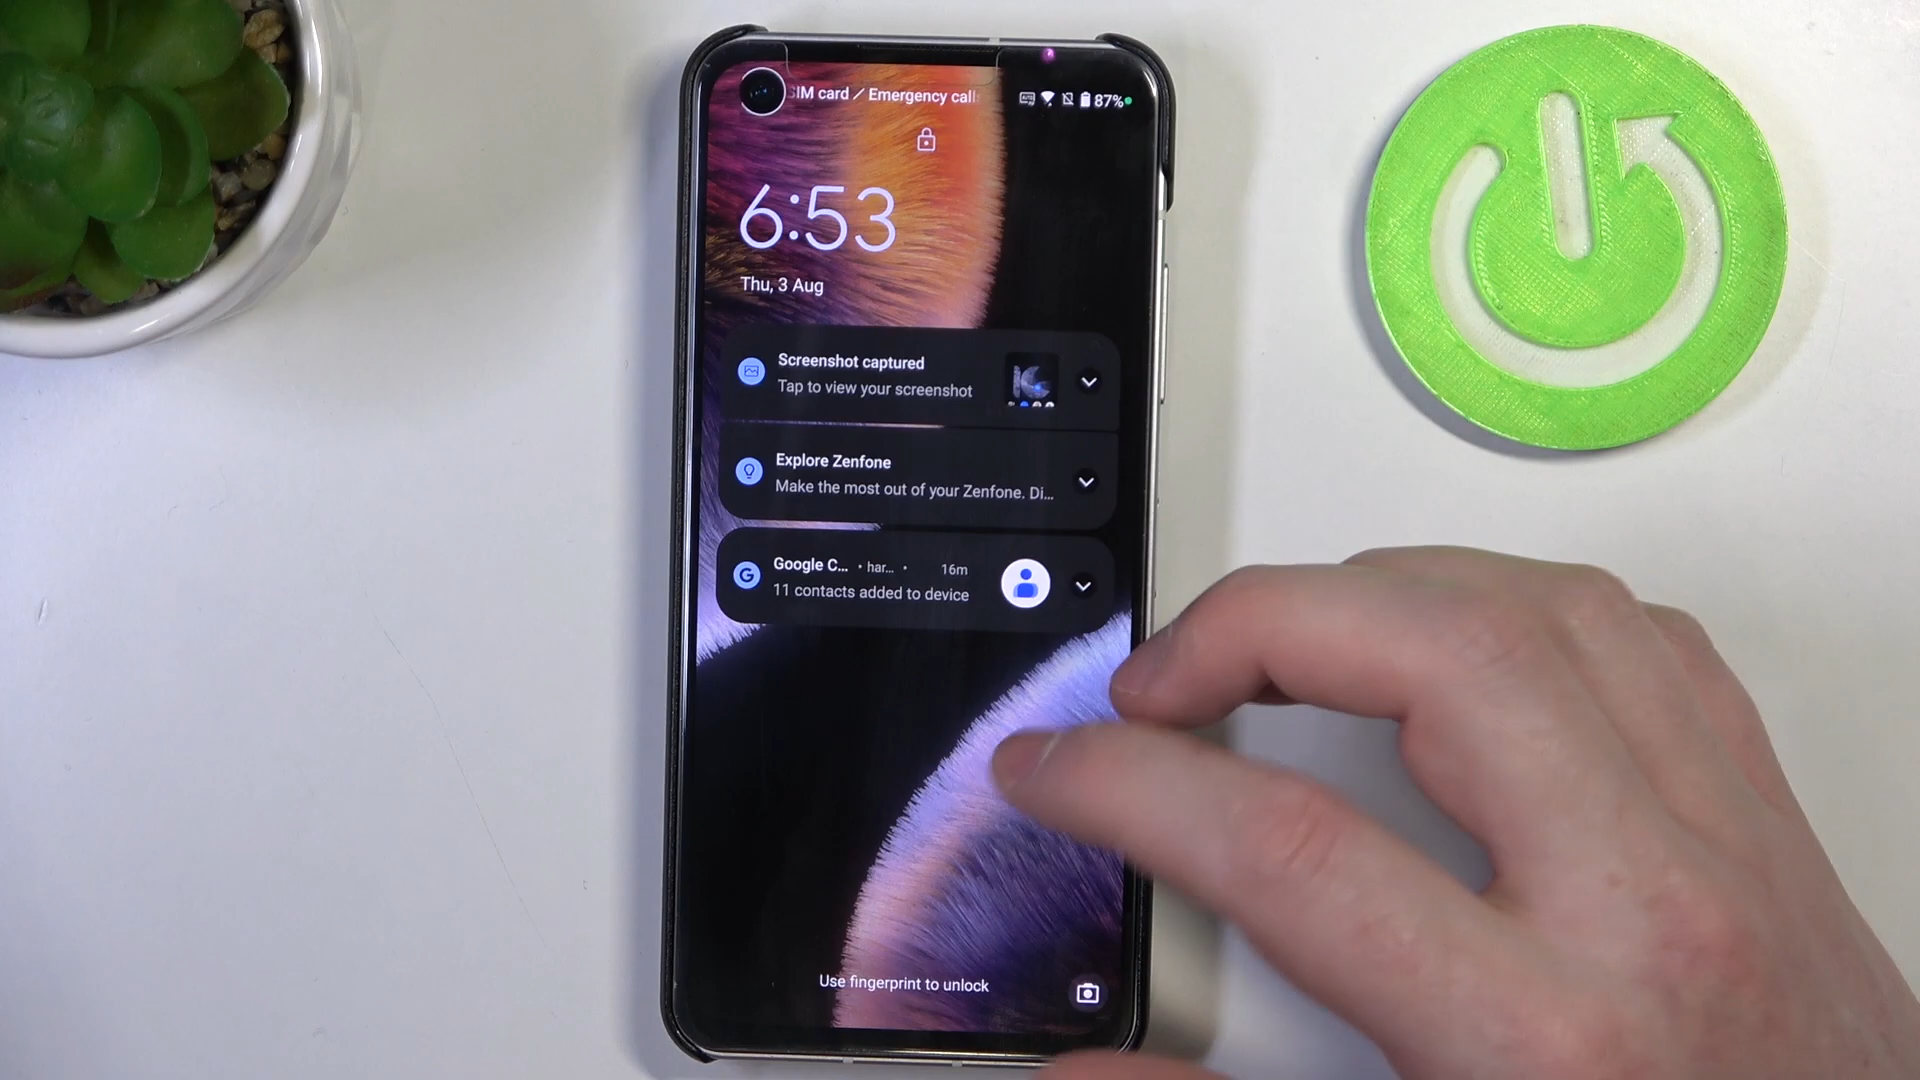 SIM card / Emergency call
87%
6:53
Thu, 3 Aug
Screenshot captured
Tap to view your screenshot
Explore Zenfone
Make the most out of your Zenfone. Di...
Google C... • har... • 16m
11 contacts added to device
Use fingerprint to unlock